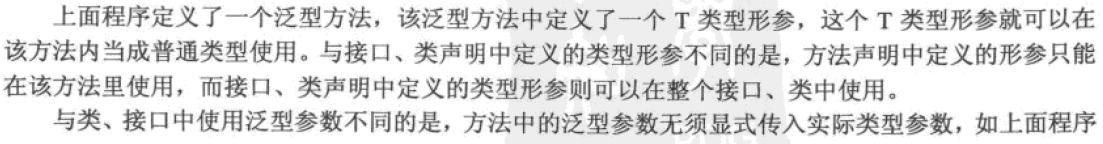 上面程序定义了一个泛型方法，该泛型方法中定义了一个 T 类型形参，这个 T 类型形参就可以在
该方法内当成普通类型使用。与接口、类声明中定义的类型形参不同的是，方法声明中定义的形参只能
在该方法里使用，而接口、类声明中定义的类型形参则可以在整个接口、类中使用。
与类、接口中使用泛型参数不同的是，方法中的泛型参数无须显式传入实际类型参数，如上面程序